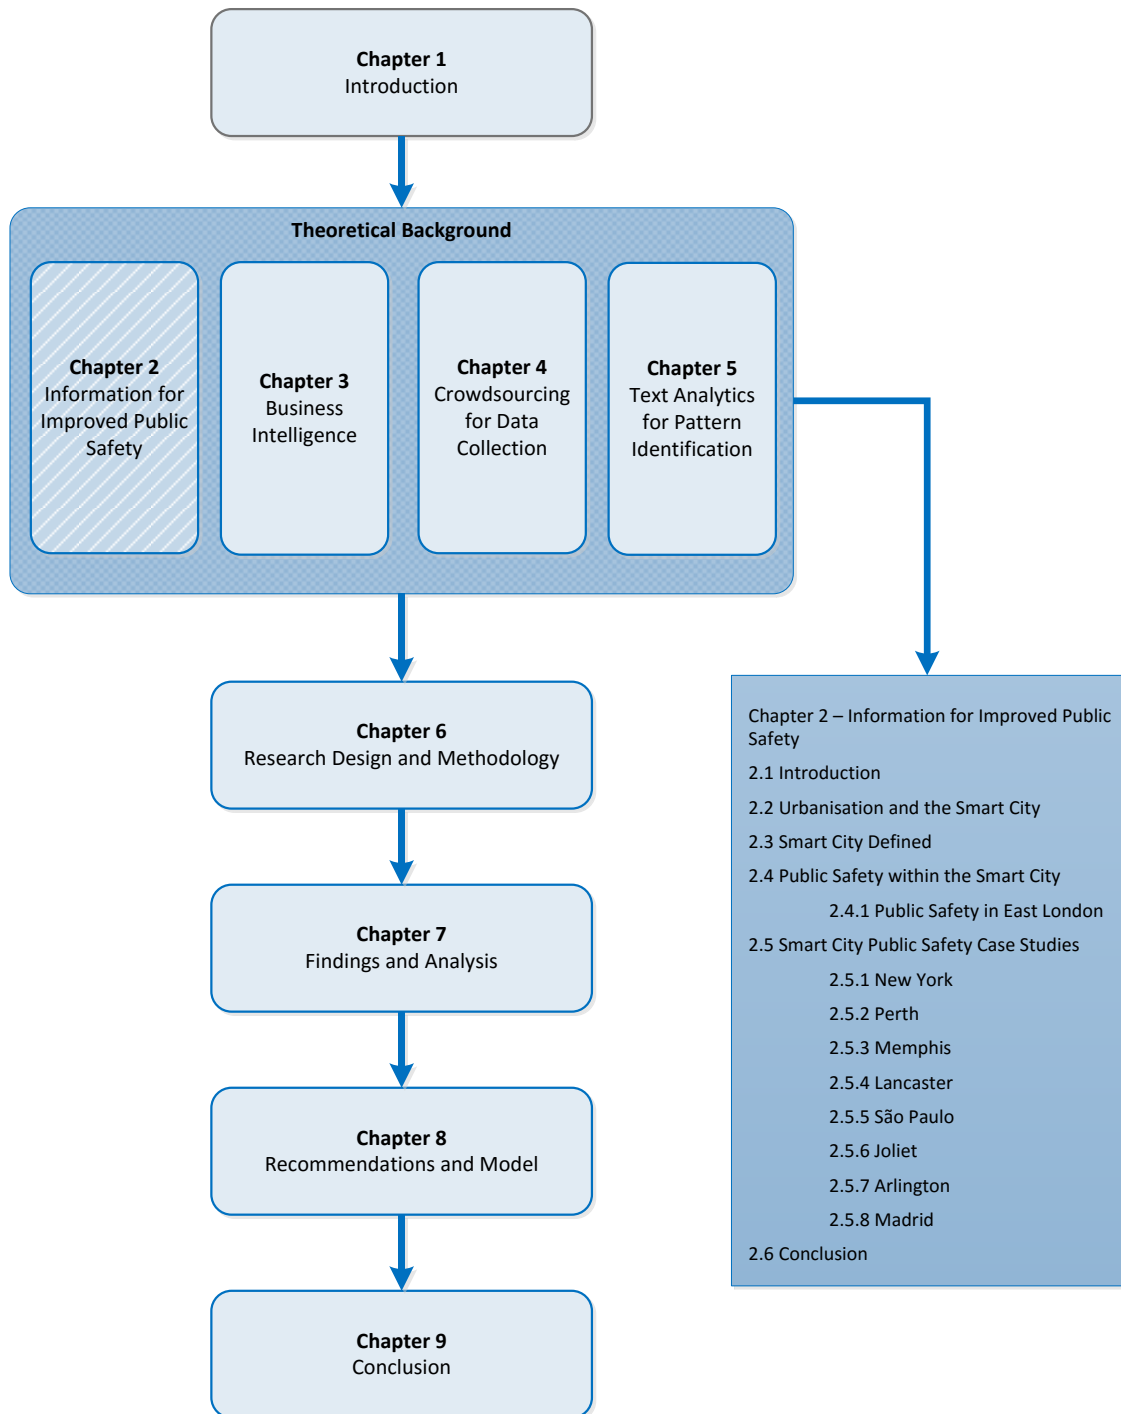 Chapter 1
Introduction
Theoretical Background
Chapter 2
Information for
Improved Public
Safety
Chapter 3
Business
Intelligence
Chapter 4
Crowdsourcing
for Data
Collection
Chapter 5
Text Analytics
for Pattern
Identification
Chapter 6
Research Design and Methodology
Chapter 7
Findings and Analysis
Chapter 8
Recommendations and Model
Chapter 9
Conclusion
Chapter 2 – Information for Improved Public
Safety
2.1 Introduction
2.2 Urbanisation and the Smart City
2.3 Smart City Defined
2.4 Public Safety within the Smart City
2.4.1 Public Safety in East London
2.5 Smart City Public Safety Case Studies
2.5.1 New York
2.5.2 Perth
2.5.3 Memphis
2.5.4 Lancaster
2.5.5 São Paulo
2.5.6 Joliet
2.5.7 Arlington
2.5.8 Madrid
2.6 Conclusion